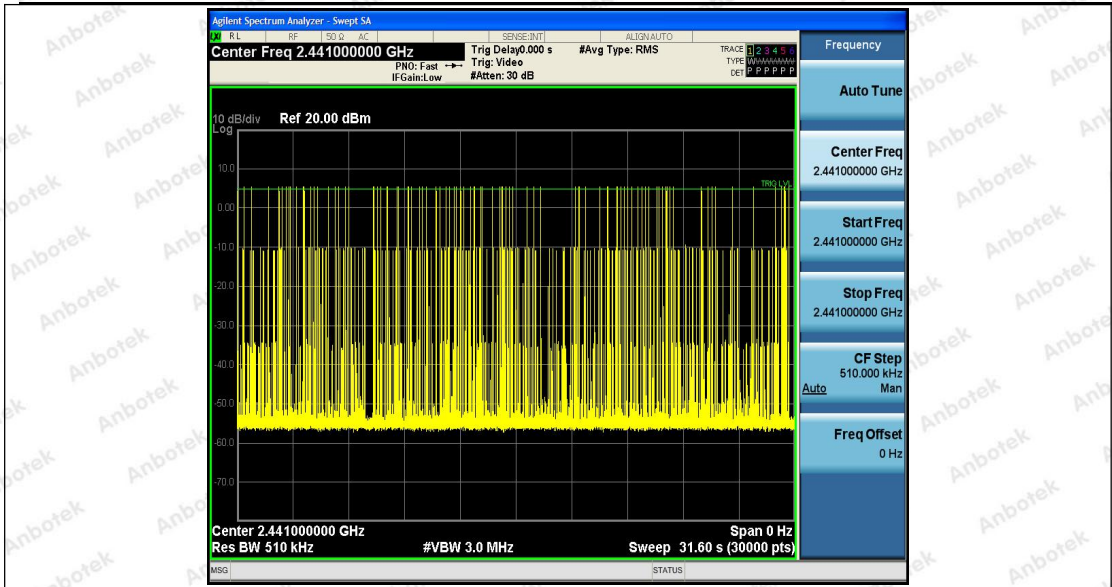 Agilent Spectrum Analyzer - Swept SA
RL RF 50 Ω AC SENSE:INT ALIGNAUTO
Center Freq 2.441000000 GHz
PNO: Fast
IFGain:Low
Trig Delay0.000 s
Trig: Video
#Atten: 30 dB
#Avg Type: RMS
TRACE 1 2 3 4 5 6
TYPE
DET P P P P P P
10 dB/div
Log
Ref 20.00 dBm
10.0
0.00
-10.0
-20.0
-30.0
-40.0
-50.0
-60.0
-70.0
TRIG LVL
Center 2.441000000 GHz
Span 0 Hz
Res BW 510 kHz
#VBW 3.0 MHz
Sweep 31.60 s (30000 pts)
MSG
STATUS
Frequency
Auto Tune
Center Freq
2.441000000 GHz
Start Freq
2.441000000 GHz
Stop Freq
2.441000000 GHz
CF Step
510.000 kHz
Auto Man
Freq Offset
0 Hz
Anbotek